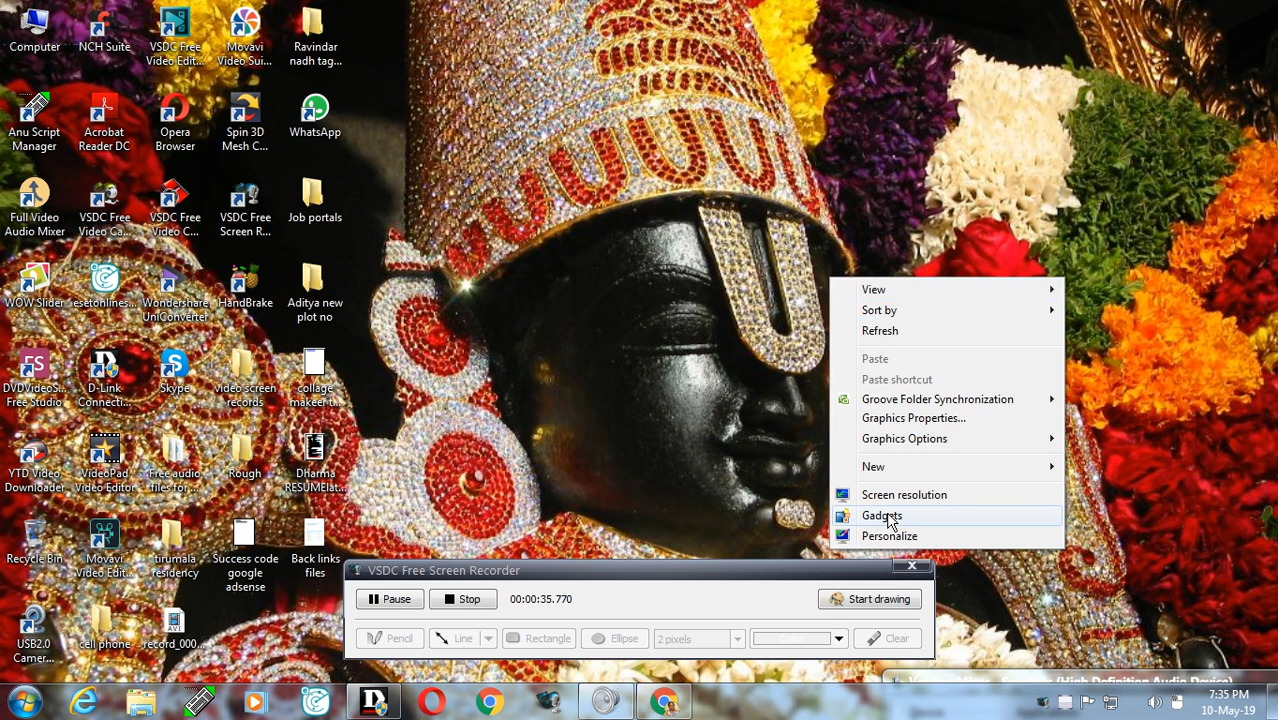 Computer
NCH Suite
VSDC Free
Video Edit...
Movavi
Video Sui...
Ravindar
nadh tag...
Anu Script
Manager
Acrobat
Reader DC
Opera
Browser
Spin 3D
Mesh C...
WhatsApp
Full Video
Audio Mixer
VSDC Free
Video Ca...
VSDC Free
Video C...
VSDC Free
Screen R...
Job portals
WOW Slider
esetonlines...
Wondershare
UniConverter
HandBrake
Aditya new
plot no
DVDVideoS...
Free Studio
D-Link
Connecti...
Skype
video screen
records
collage
makeer t...
YTD Video
Downloader
VideoPad
Video Editor
Free audio
files for ...
Rough
Dharma
RESUMElat...
Recycle Bin
Movavi
Video Edit...
tirumala
residency
Success code
google
adsense
Back links
files
USB2.0
Camer...
cell phone
AVI
record_000...
View
Sort by
Refresh
Paste
Paste shortcut
Groove Folder Synchronization
Graphics Properties...
Graphics Options
New
Screen resolution
Gadgets
Personalize
VSDC Free Screen Recorder
Pause
Stop
00:00:35.770
Start drawing
Pencil
Line
Rectangle
Ellipse
2 pixels
Color
Clear
7:35 PM
10-May-19